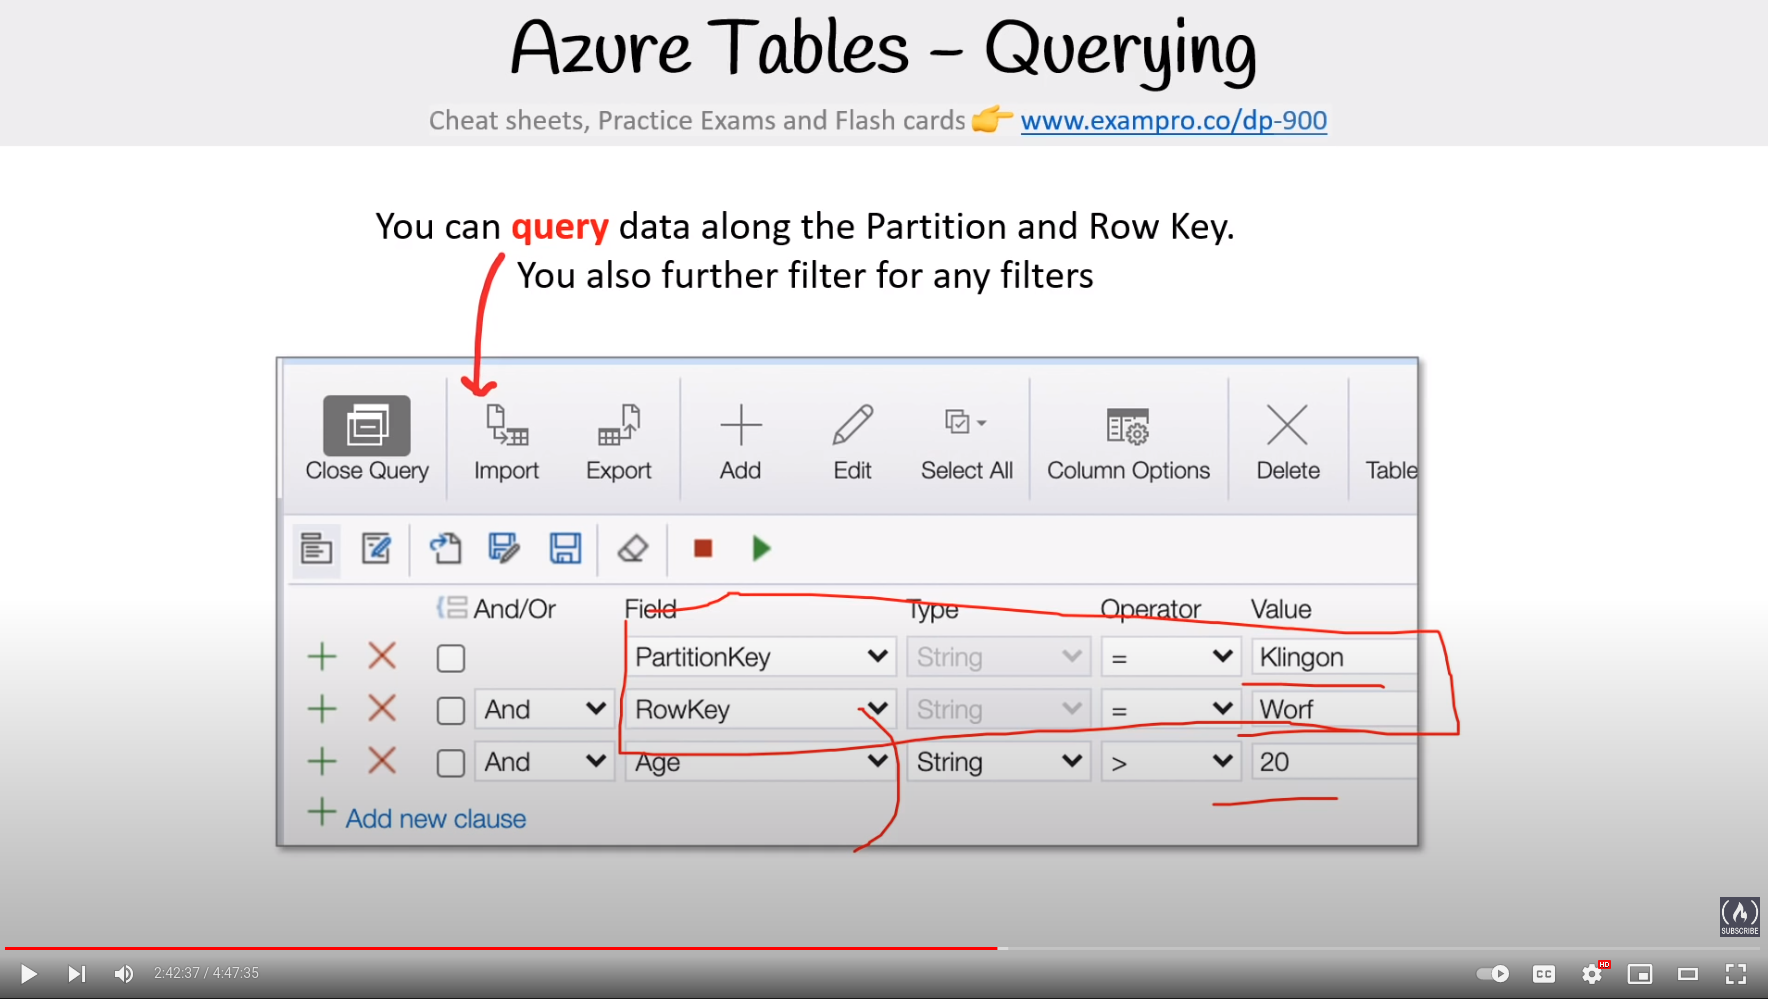 Azure Tables - Querying
Cheat sheets, Practice Exams and Flash cards 👉 www.exampro.co/dp-900
You can query data along the Partition and Row Key.
You also further filter for any filters
Close Query Import Export Add Edit Select All Column Options Delete Table
And/Or Field Type Operator Value
PartitionKey String = Klingon
And RowKey String = Worf
And Age String > 20
Add new clause
SUBSCRIBE
2:42:37 / 4:47:35 CC HD